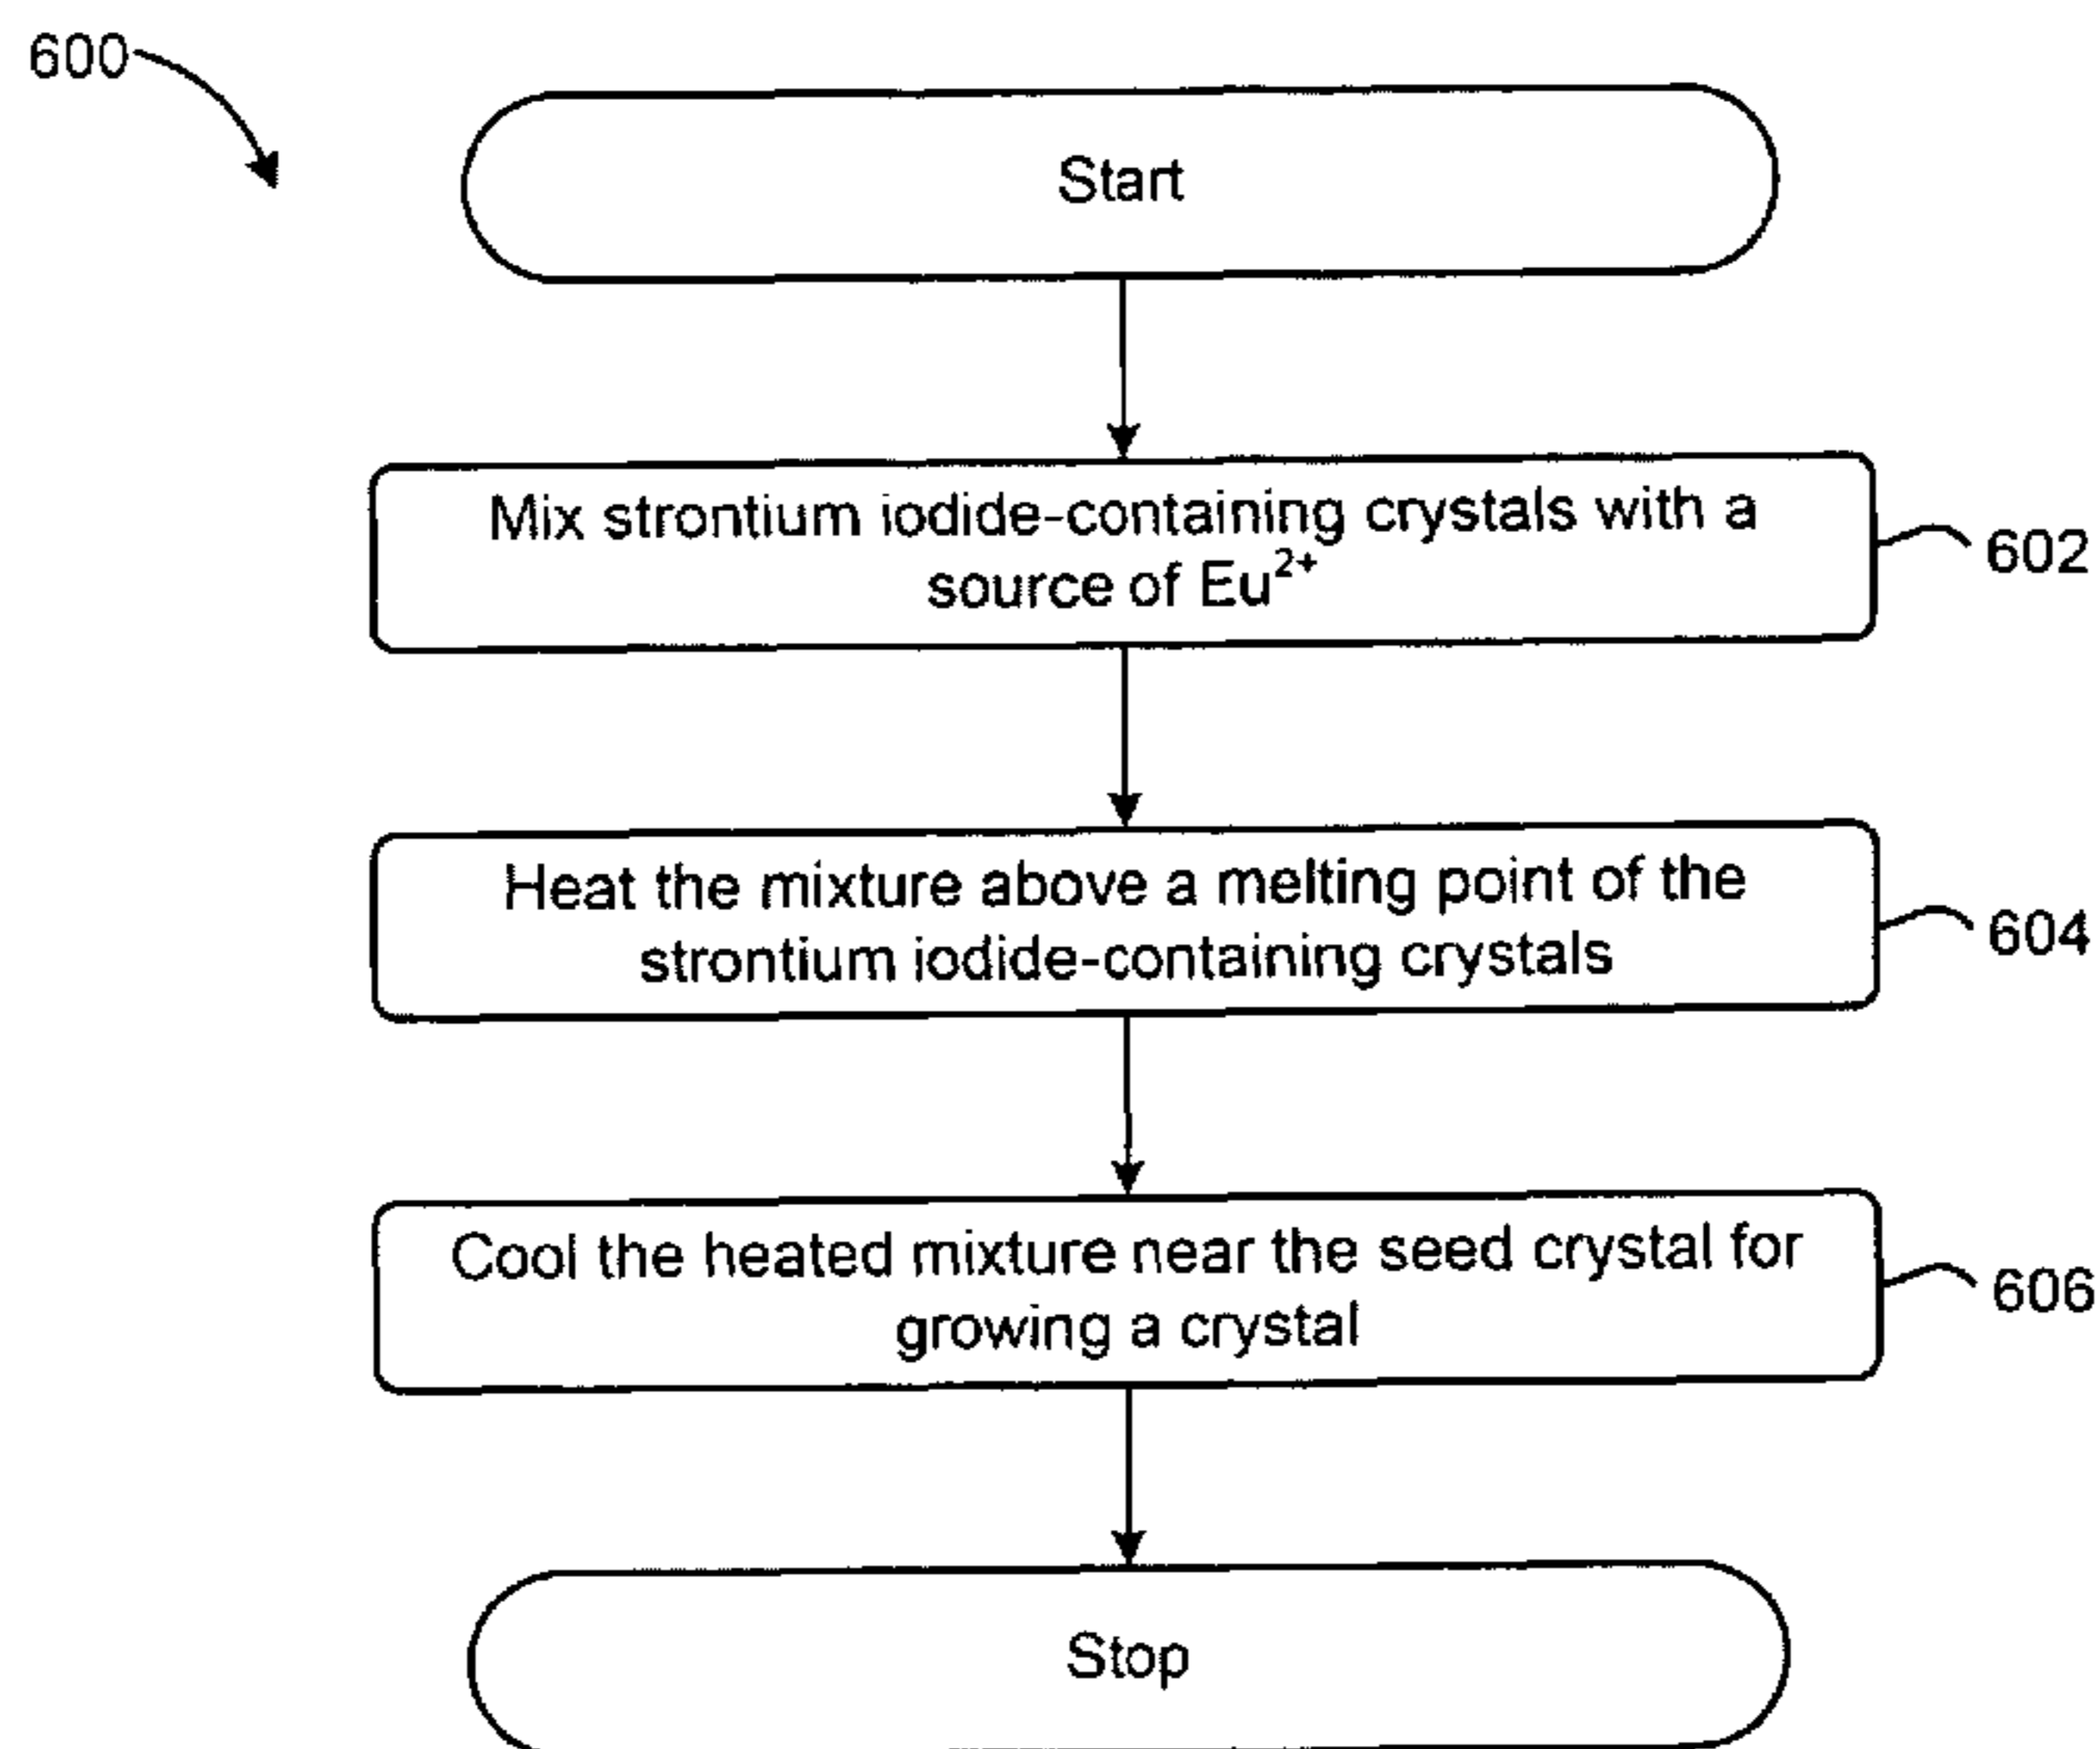 600
Start
Mix strontium iodide-containing crystals with a
source of Eu²⁺
602
Heat the mixture above a melting point of the
strontium iodide-containing crystals
604
Cool the heated mixture near the seed crystal for
growing a crystal
606
Stop